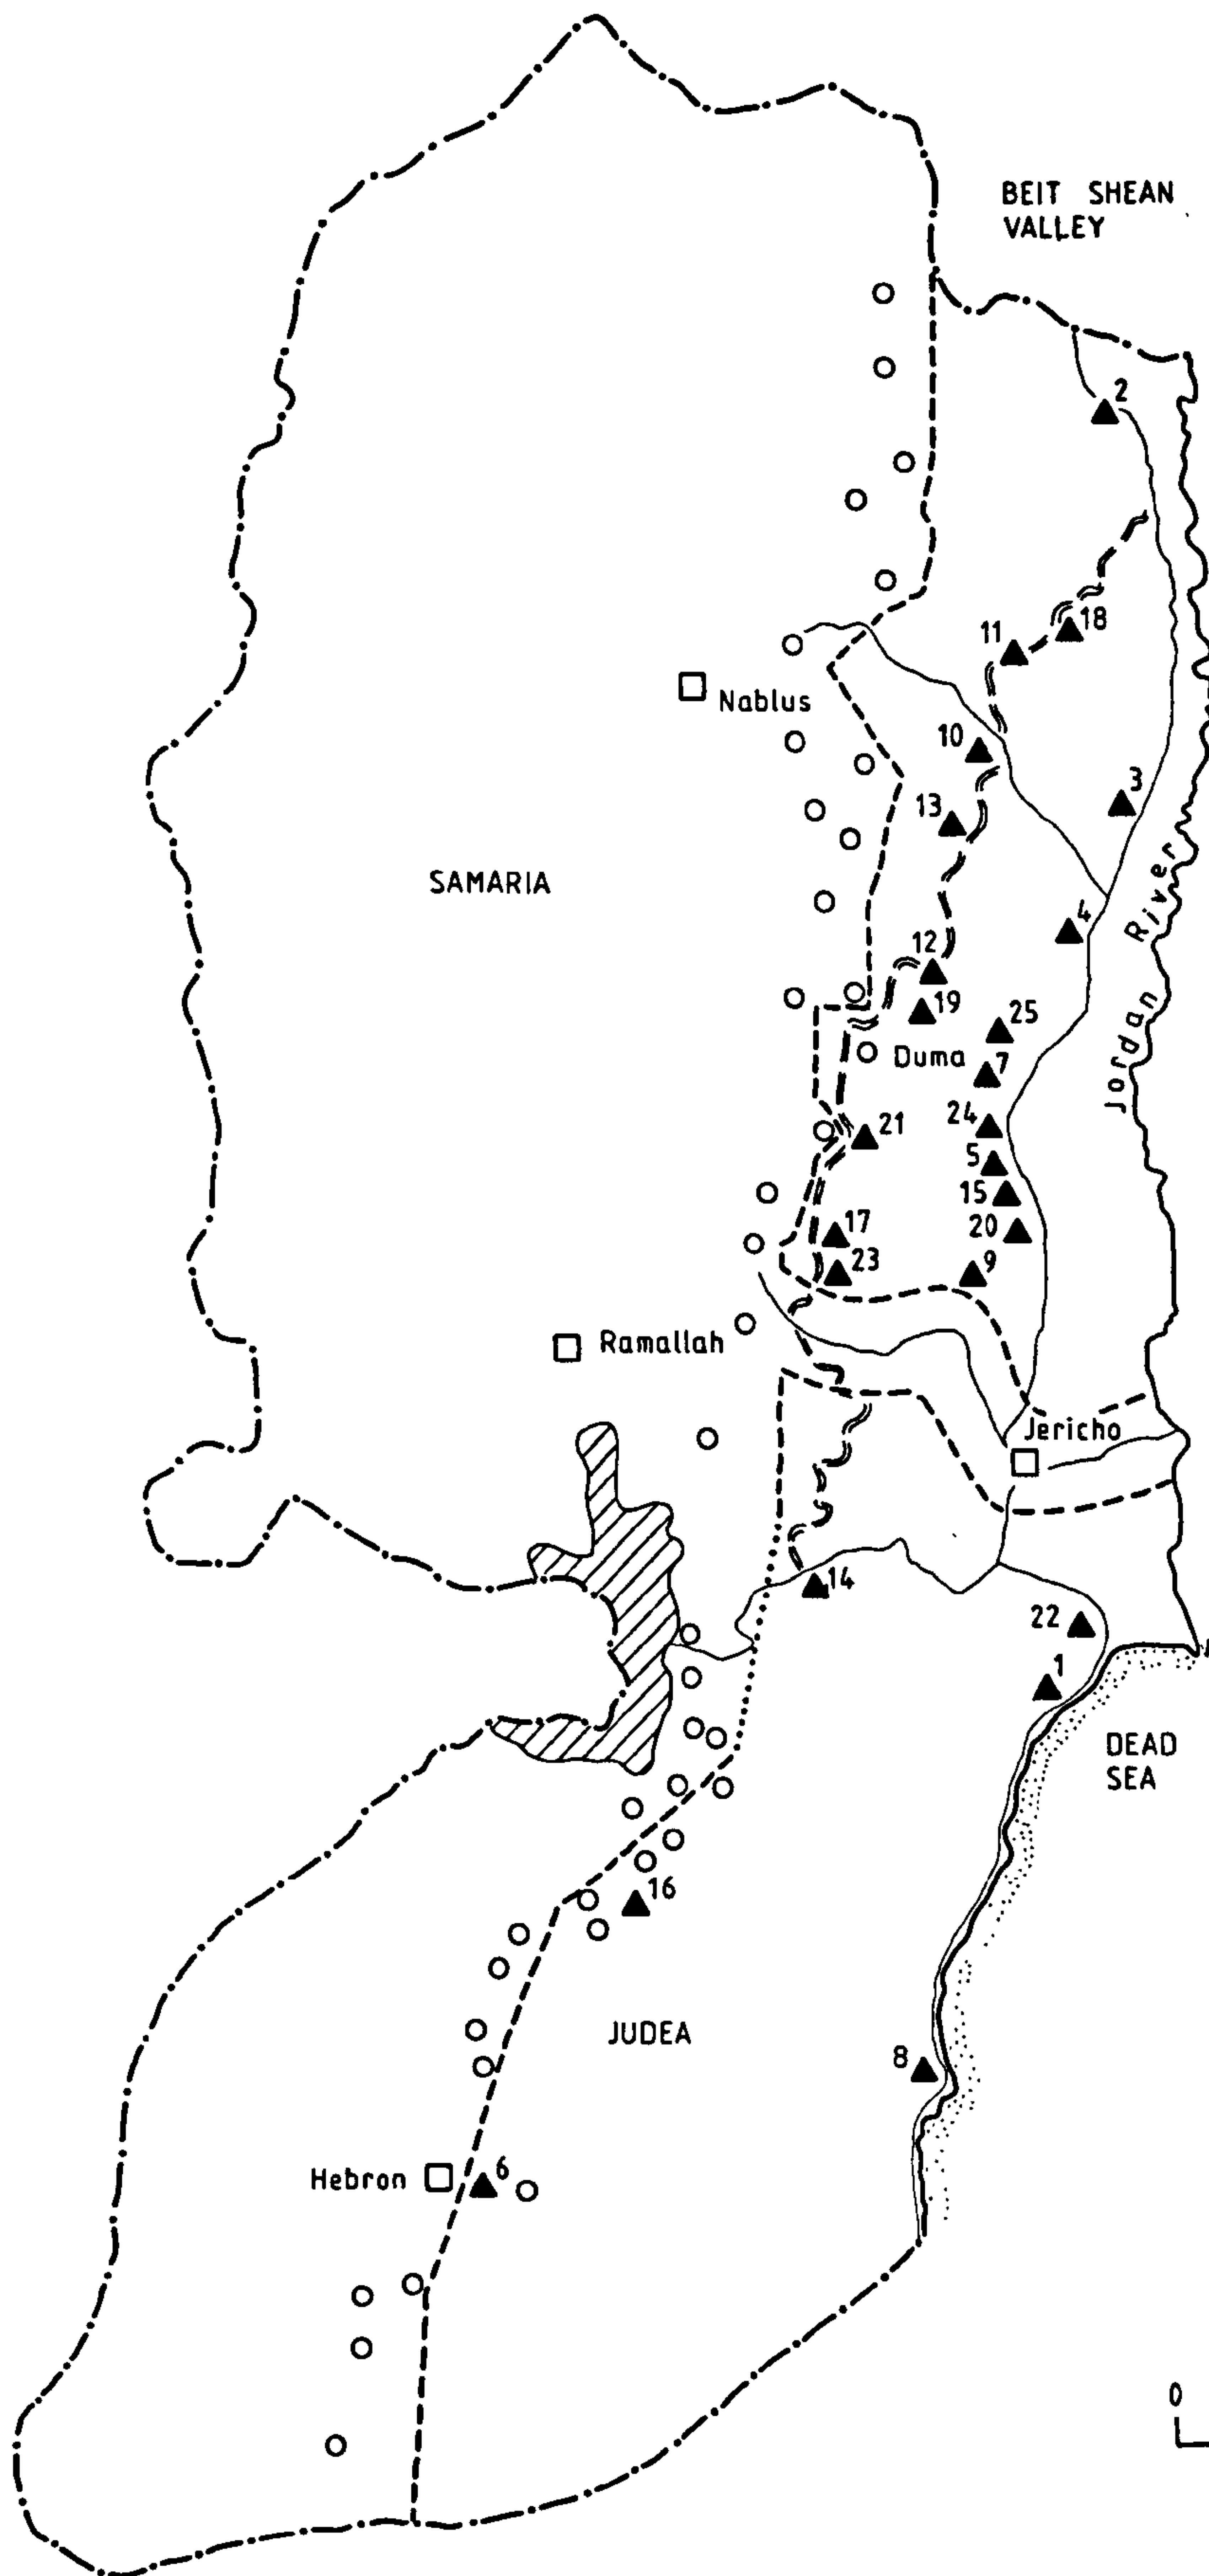 BEIT SHEAN
VALLEY
2
18
11
Nablus
10
3
13
SAMARIA
Jordan River
4
12
19
25
Duma
7
24
21
5
15
17
20
23
9
Ramallah
Jericho
14
22
1
DEAD
SEA
16
JUDEA
8
Hebron
6
0